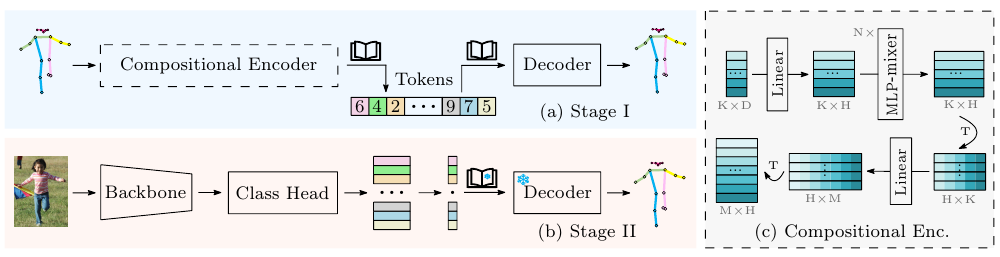 Compositional Encoder
Tokens
6 4 2 ··· 9 7 5
Decoder
(a) Stage I
Backbone
Class Head
···
···
Decoder
(b) Stage II
K×D
Linear
K×H
N×
MLP-mixer
K×H
T
H×K
Linear
H×M
T
M×H
(c) Compositional Enc.